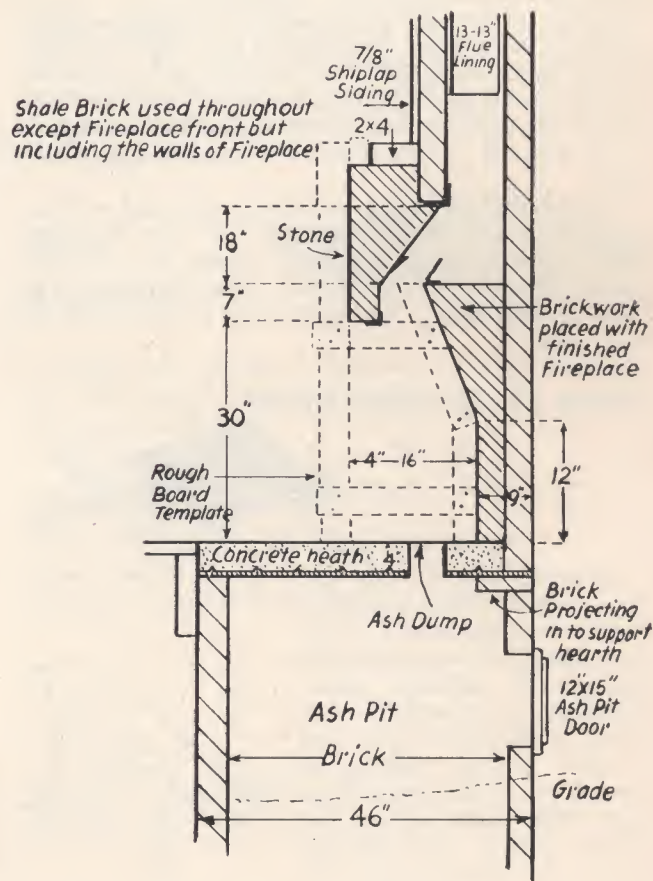 13-13"
Flue
Lining
7/8"
Shiplap
Siding
Shale Brick used throughout
except Fireplace front but
including the walls of Fireplace
2x4
18"
Stone
7"
Brickwork
placed with
finished
Fireplace
30"
4"-16"
12"
9"
Rough
Board
Template
Concrete heath
4"
Ash Dump
Brick
Projecting
in to support
hearth
12"x15"
Ash Pit
Door
Ash Pit
Brick
Grade
46"